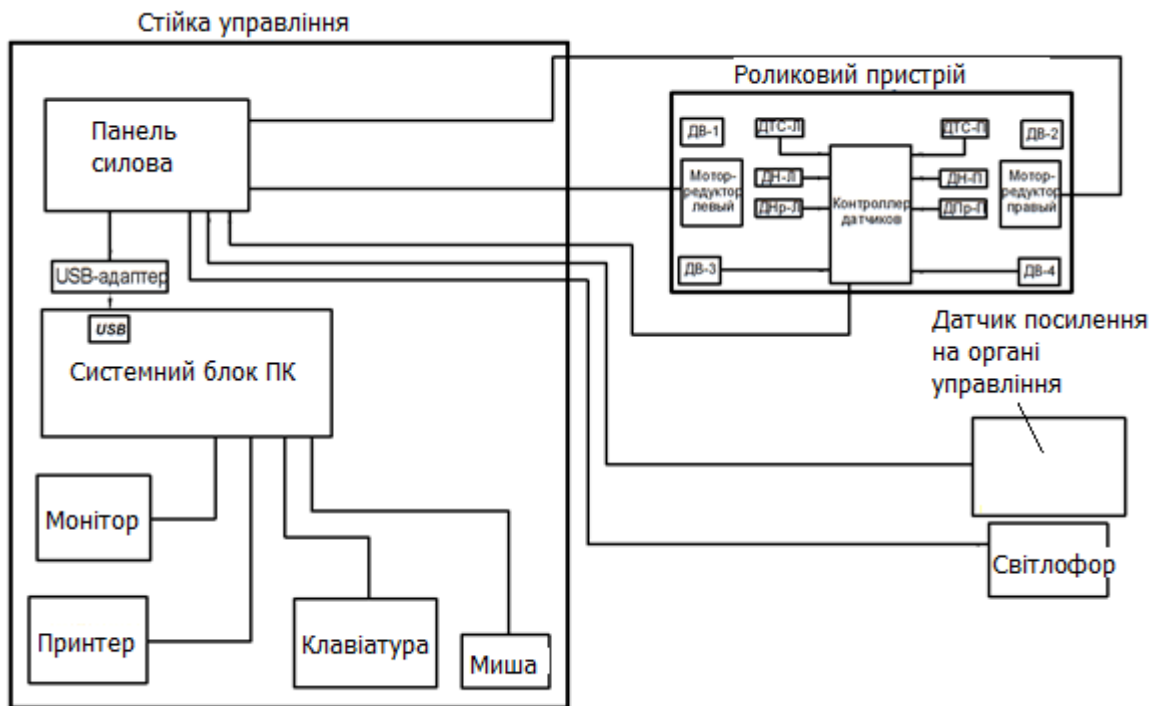 Стійка управління
Роликовий пристрій
Панель
силова
ДВ-1
ДТС-Л
ДТС-П
ДВ-2
Мотор-
редуктор
левый
ДН-Л
ДНр-Л
Контроллер
датчиков
ДН-П
ДПр-П
Мотор-
редуктор
правый
ДВ-3
ДВ-4
USB-адаптер
USB
Системний блок ПК
Датчик посилення
на органі
управління
Монітор
Світлофор
Принтер
Клавіатура
Миша